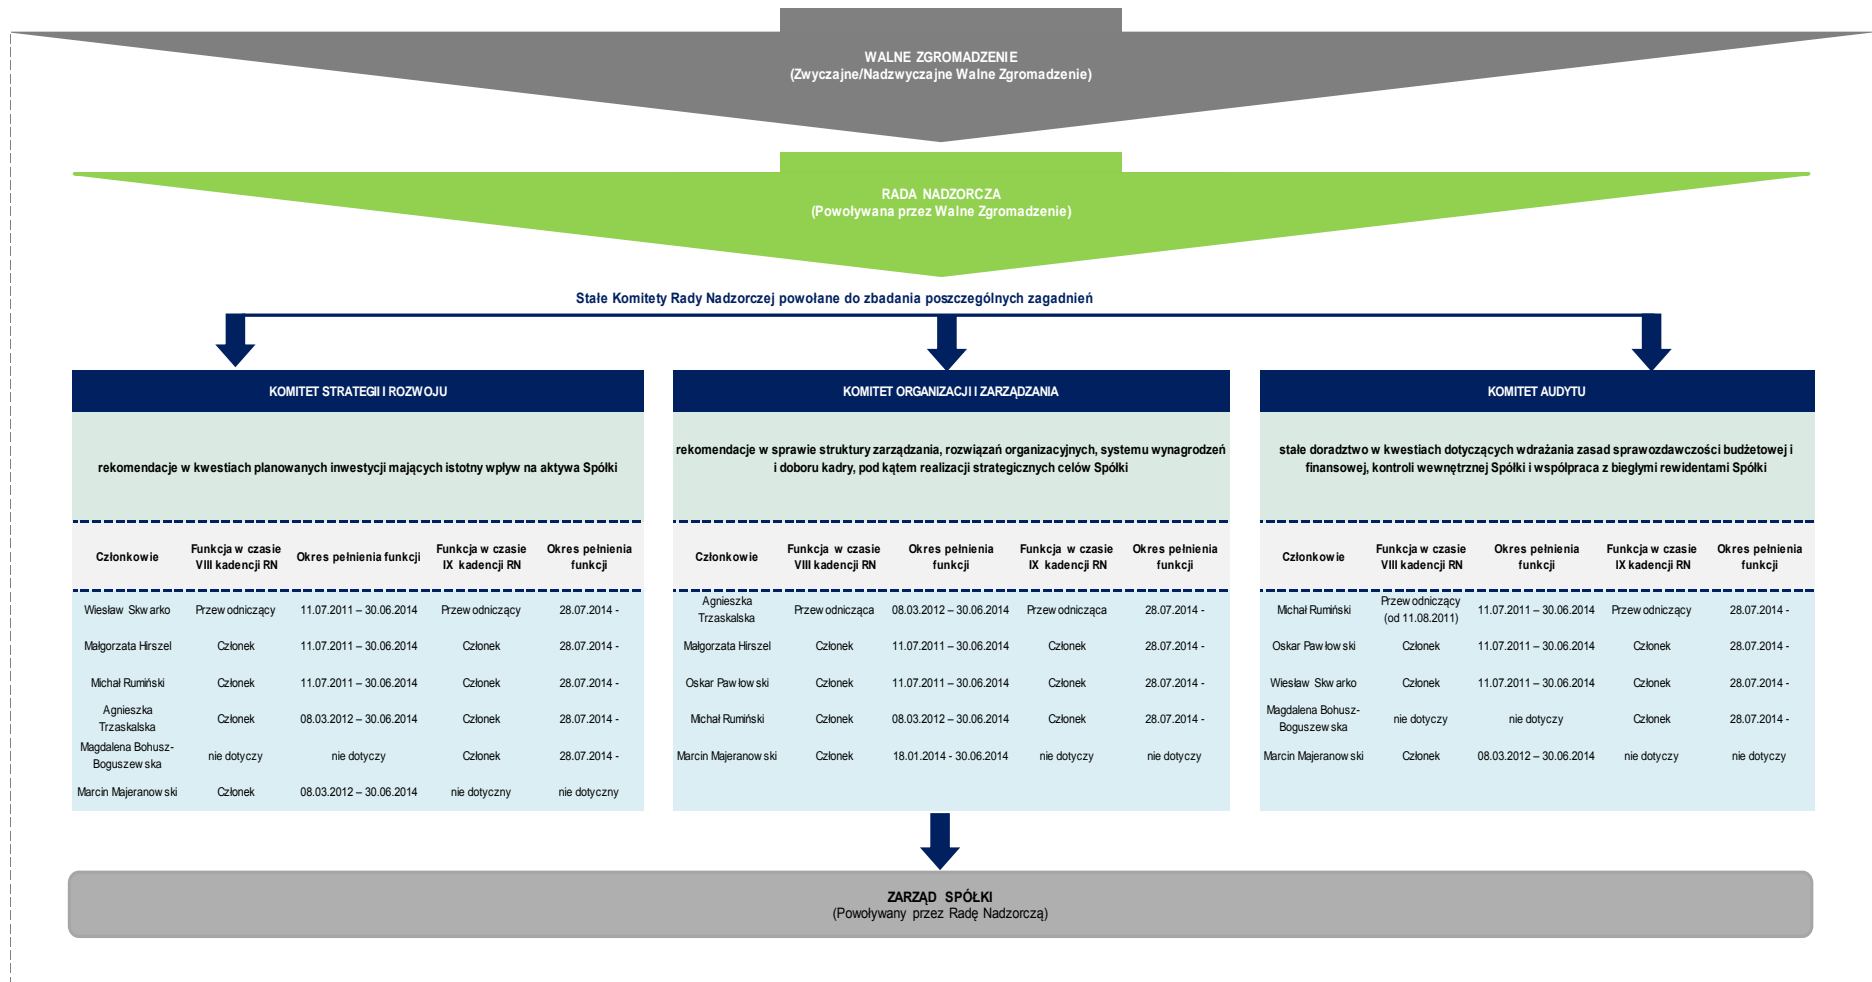 WALNE ZGROMADZENIE
(Zwyczajne/Nadzwyczajne Walne Zgromadzenie)
RADA NADZORCZA
(Powoływana przez Walne Zgromadzenie)
Stałe Komitety Rady Nadzorczej powołane do zbadania poszczególnych zagadnień
KOMITET STRATEGII I ROZWOJU
rekomendacje w kwestiach planowanych inwestycji mających istotny wpływ na aktywa Spółki
Członkowie Funkcja w czasie VIII kadencji RN Okres pełnienia funkcji Funkcja w czasie IX kadencji RN Okres pełnienia funkcji
Wiesław Skwarko Przewodniczący 11.07.2011 – 30.06.2014 Przewodniczący 28.07.2014 -
Małgorzata Hirszel Członek 11.07.2011 – 30.06.2014 Członek 28.07.2014 -
Michał Rumiński Członek 11.07.2011 – 30.06.2014 Członek 28.07.2014 -
Agnieszka Trzaskalska Członek 08.03.2012 – 30.06.2014 Członek 28.07.2014 -
Magdalena Bohusz-Boguszewska nie dotyczy nie dotyczy Członek 28.07.2014 -
Marcin Majeranowski Członek 08.03.2012 – 30.06.2014 nie dotyczny nie dotyczny
KOMITET ORGANIZACJI I ZARZĄDZANIA
rekomendacje w sprawie struktury zarządzania, rozwiązań organizacyjnych, systemu wynagrodzeń
i doboru kadry, pod kątem realizacji strategicznych celów Spółki
Członkowie Funkcja w czasie VIII kadencji RN Okres pełnienia funkcji Funkcja w czasie IX kadencji RN Okres pełnienia funkcji
Agnieszka Trzaskalska Przewodnicząca 08.03.2012 – 30.06.2014 Przewodnicząca 28.07.2014 -
Małgorzata Hirszel Członek 11.07.2011 – 30.06.2014 Członek 28.07.2014 -
Oskar Pawłowski Członek 11.07.2011 – 30.06.2014 Członek 28.07.2014 -
Michał Rumiński Członek 08.03.2012 – 30.06.2014 Członek 28.07.2014 -
Marcin Majeranowski Członek 18.01.2014 - 30.06.2014 nie dotyczy nie dotyczy
KOMITET AUDYTU
stałe doradztwo w kwestiach dotyczących wdrażania zasad sprawozdawczości budżetowej i
finansowej, kontroli wewnętrznej Spółki i współpraca z biegłymi rewidentami Spółki
Członkowie Funkcja w czasie VIII kadencji RN Okres pełnienia funkcji Funkcja w czasie IX kadencji RN Okres pełnienia funkcji
Michał Rumiński Przewodniczący (od 11.08.2011) 11.07.2011 – 30.06.2014 Przewodniczący 28.07.2014 -
Oskar Pawłowski Członek 11.07.2011 – 30.06.2014 Członek 28.07.2014 -
Wiesław Skwarko Członek 11.07.2011 – 30.06.2014 Członek 28.07.2014 -
Magdalena Bohusz-Boguszewska nie dotyczy nie dotyczy Członek 28.07.2014 -
Marcin Majeranowski Członek 08.03.2012 – 30.06.2014 nie dotyczy nie dotyczy
ZARZĄD SPÓŁKI
(Powoływany przez Radę Nadzorczą)